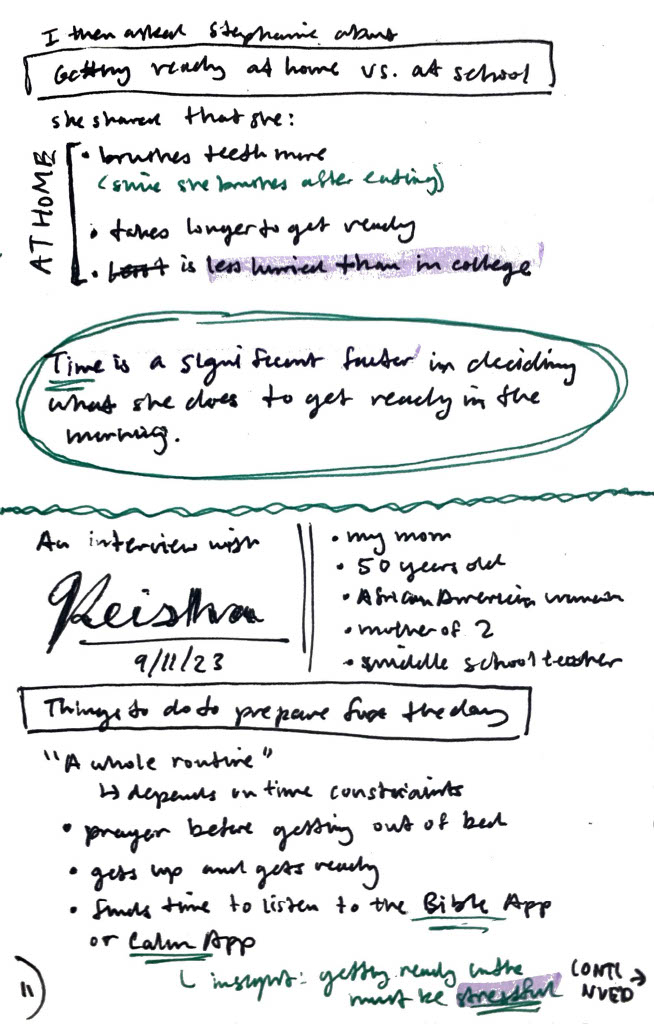 I then asked Stephanie about
Getting ready at home vs. at school
she shared that she:
AT HOME
• brushes teeth more
(since she brushes after eating)
• takes longer to get ready
• is less hurried than in college
Time is a significant factor in deciding
what she does to get ready in the
morning.
An interview with
Keisha
9/11/23
• my mom
• 50 years old
• African American woman
• mother of 2
• middle school teacher
Things to do to prepare for the day
"A whole routine"
↳ depends on time constraints
• prayer before getting out of bed
• gets up and gets ready
• finds time to listen to the Bible App
or Calm App
insight: getting ready in the
must be stressful
CONTI
NUED →
11